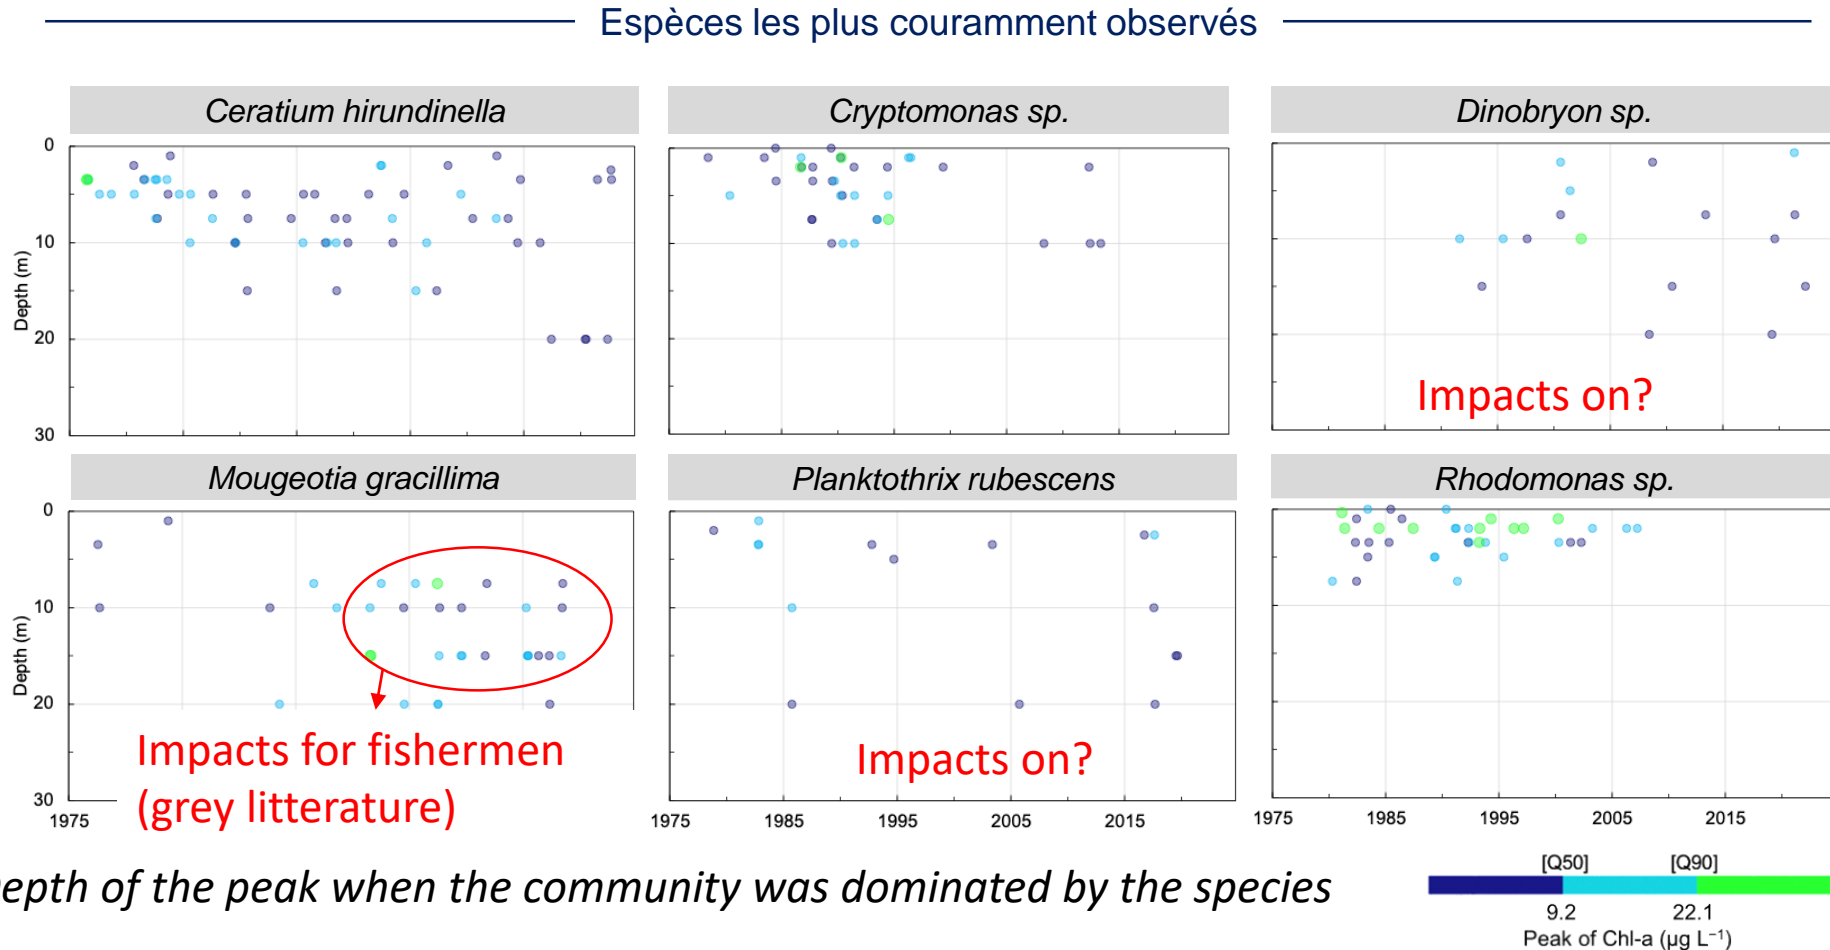 Espèces les plus couramment observés
Ceratium hirundinella
Cryptomonas sp.
Dinobryon sp.
0
10
20
30
Depth (m)
Impacts on?
Mougeotia gracillima
Planktothrix rubescens
Rhodomonas sp.
0
10
20
30
Depth (m)
Impacts for fishermen
(grey litterature)
Impacts on?
1975
1975 1985 1995 2005 2015
1975 1985 1995 2005 2015
epth of the peak when the community was dominated by the species
[Q50] [Q90]
9.2 22.1
Peak of Chl-a (µg L⁻¹)